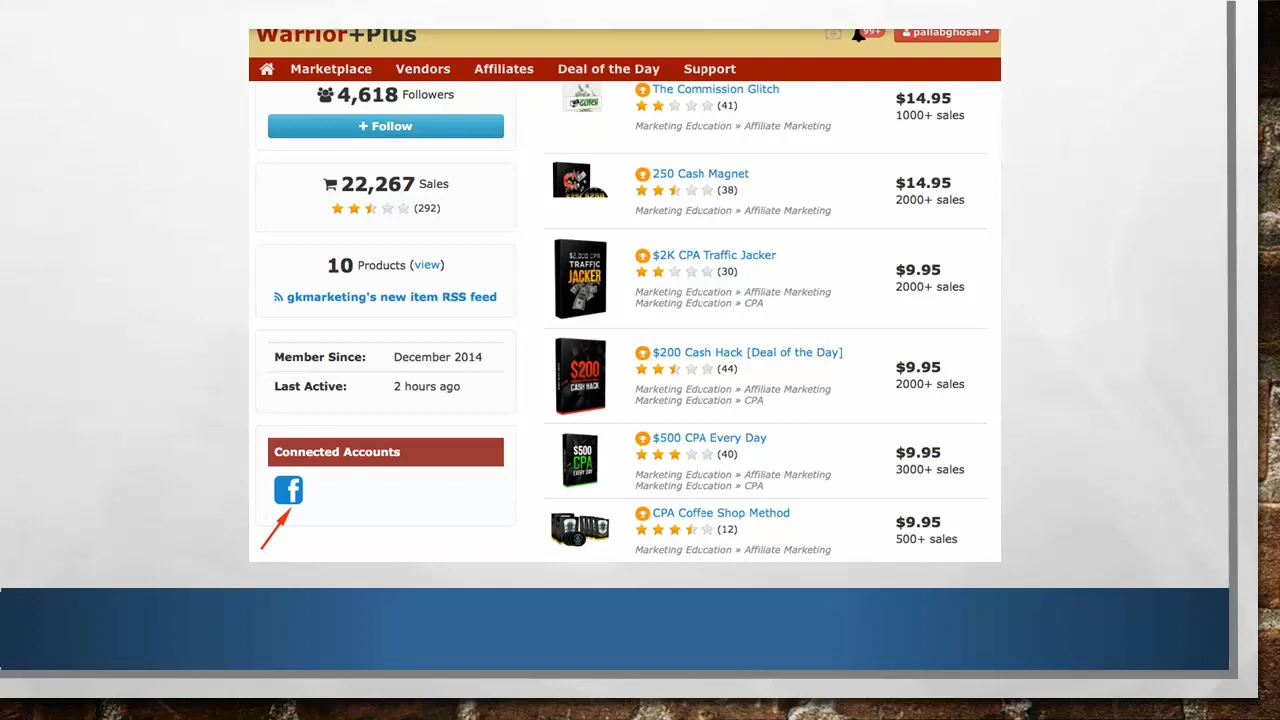 Warrior+Plus
99+
pallabghosal
Marketplace Vendors Affiliates Deal of the Day Support
4,618 Followers
+ Follow
22,267 Sales
(292)
10 Products (view)
gkmarketing's new item RSS feed
Member Since: December 2014
Last Active: 2 hours ago
Connected Accounts
f
GLITCH
The Commission Glitch
(41)
Marketing Education » Affiliate Marketing
$14.95
1000+ sales
250 Cash Magnet
(38)
Marketing Education » Affiliate Marketing
$14.95
2000+ sales
$2,000 CPA
TRAFFIC
JACKER
$2K CPA Traffic Jacker
(30)
Marketing Education » Affiliate Marketing
Marketing Education » CPA
$9.95
2000+ sales
$200
CASH HACK
$200 Cash Hack [Deal of the Day]
(44)
Marketing Education » Affiliate Marketing
Marketing Education » CPA
$9.95
2000+ sales
$500
CPA
EVERY DAY
$500 CPA Every Day
(40)
Marketing Education » Affiliate Marketing
Marketing Education » CPA
$9.95
3000+ sales
CPA Coffee Shop Method
(12)
Marketing Education » Affiliate Marketing
$9.95
500+ sales